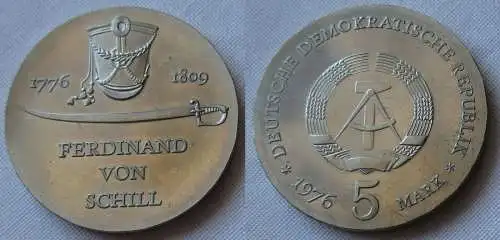 1776 1809
FERDINAND
VON
SCHILL
DEUTSCHE DEMOKRATISCHE REPUBLIK
* 1976 5 MARK *